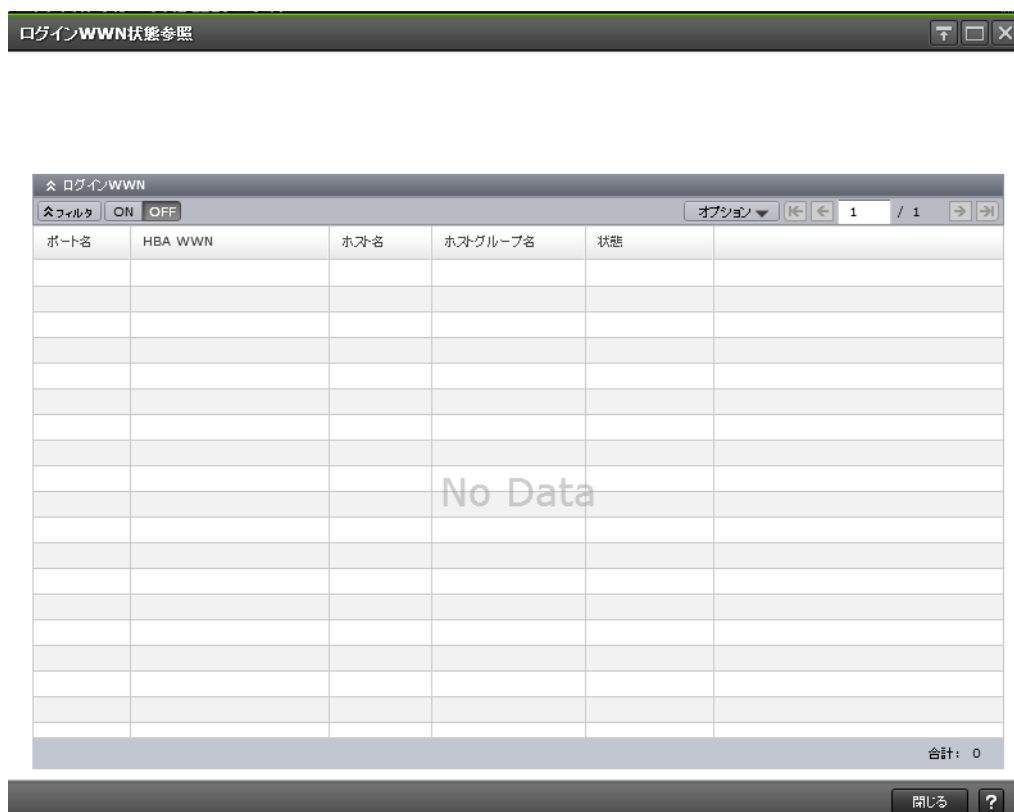 ログインWWN状態参照
ログインWWN
フィルタ ON OFF オプション 1 / 1
ポート名 HBA WWN ホスト名 ホストグループ名 状態
No Data
合計: 0
閉じる ?